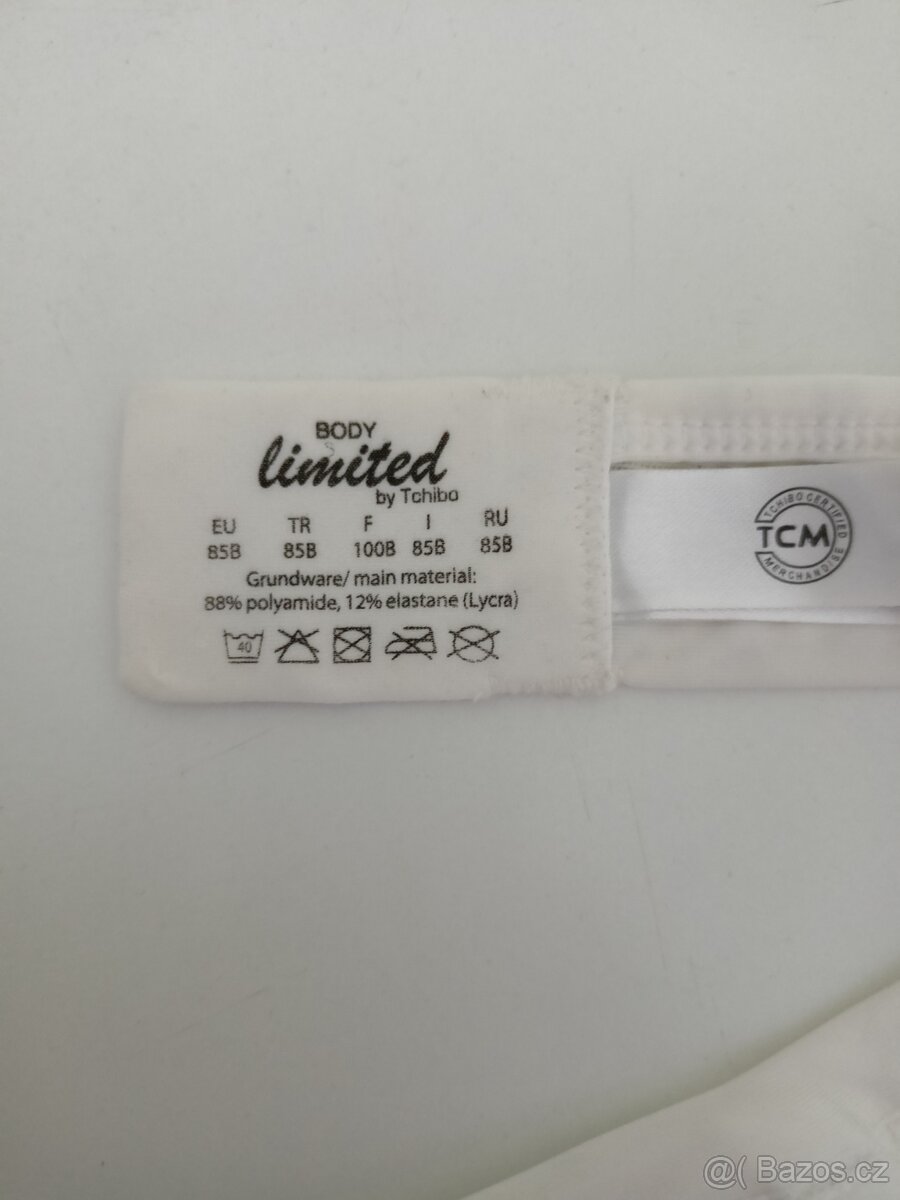 BODY
limited
by Tchibo
EU TR F I RU
85B 85B 100B 85B 85B
Grundware/ main material:
88% polyamide, 12% elastane (Lycra)
40
TCHIBO CERTIFIED
TCM
MERCHANDISE
@( Bazos.cz